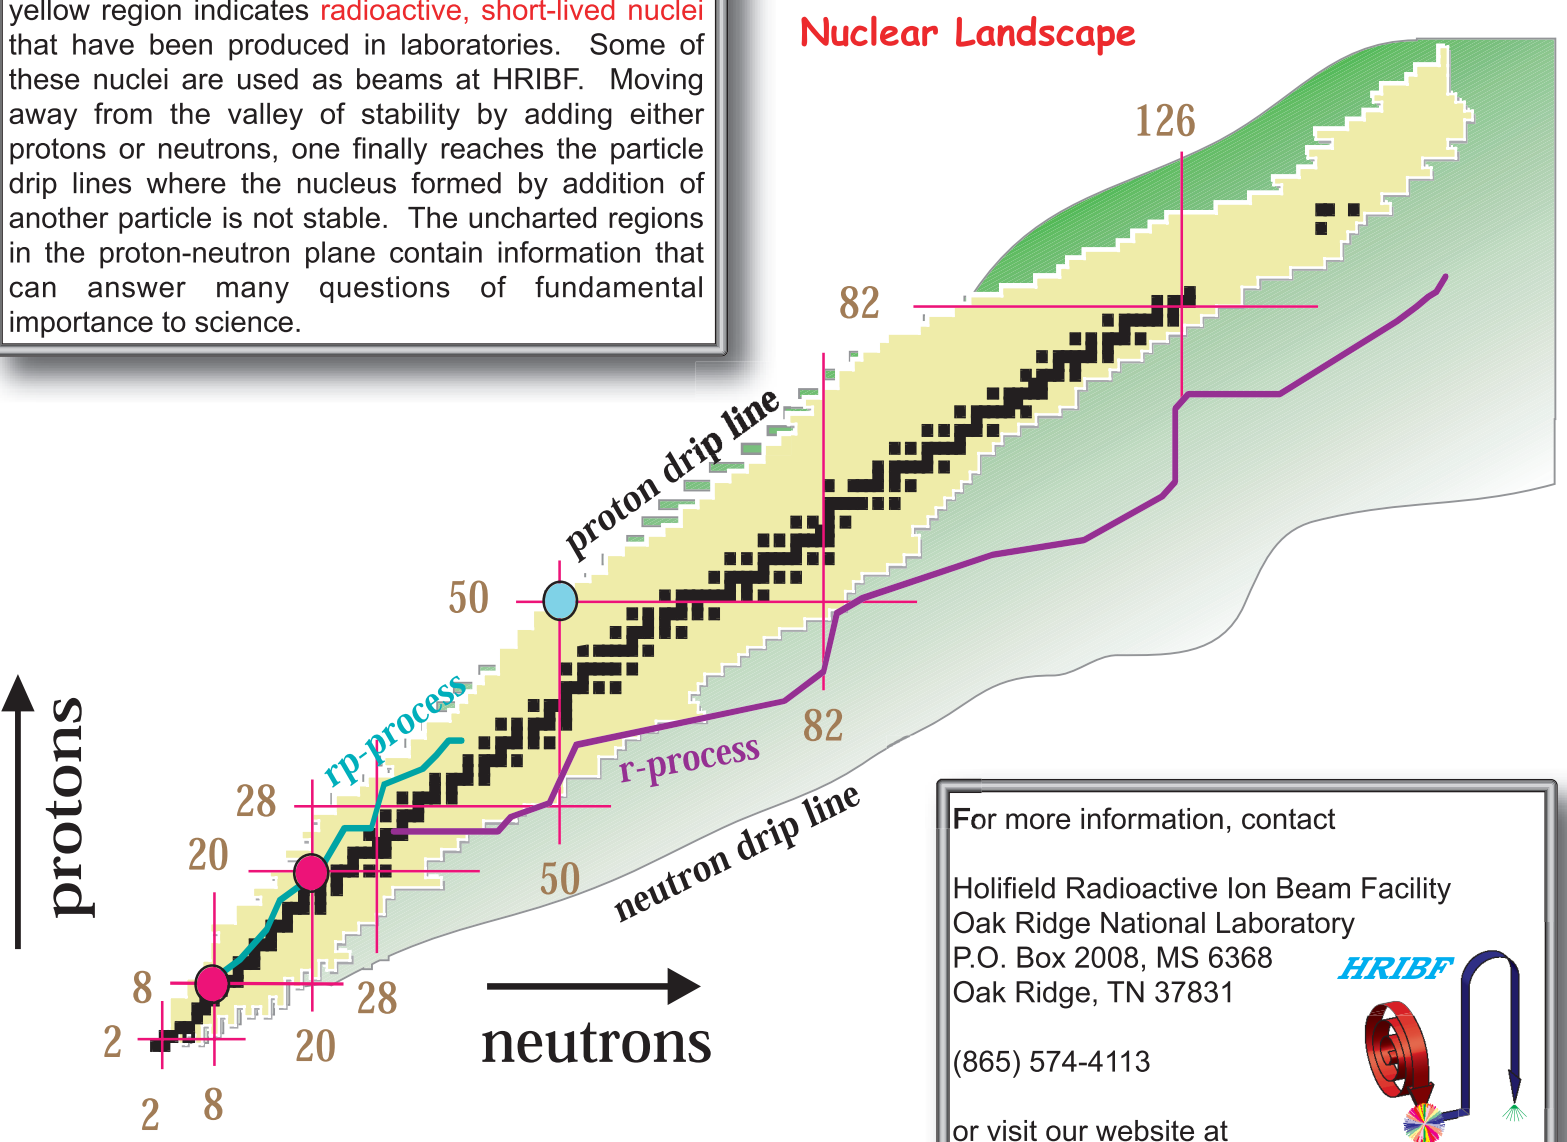 yellow region indicates radioactive, short-lived nuclei
that have been produced in laboratories. Some of
these nuclei are used as beams at HRIBF. Moving
away from the valley of stability by adding either
protons or neutrons, one finally reaches the particle
drip lines where the nucleus formed by addition of
another particle is not stable. The uncharted regions
in the proton-neutron plane contain information that
can answer many questions of fundamental
importance to science.
Nuclear Landscape
126
82
proton drip line
50
82
rp-process
r-process
28
neutron drip line
20
50
protons
8
28
neutrons
2
20
2
8
For more information, contact
Holifield Radioactive Ion Beam Facility
Oak Ridge National Laboratory
P.O. Box 2008, MS 6368
Oak Ridge, TN 37831
HRIBF
(865) 574-4113
or visit our website at